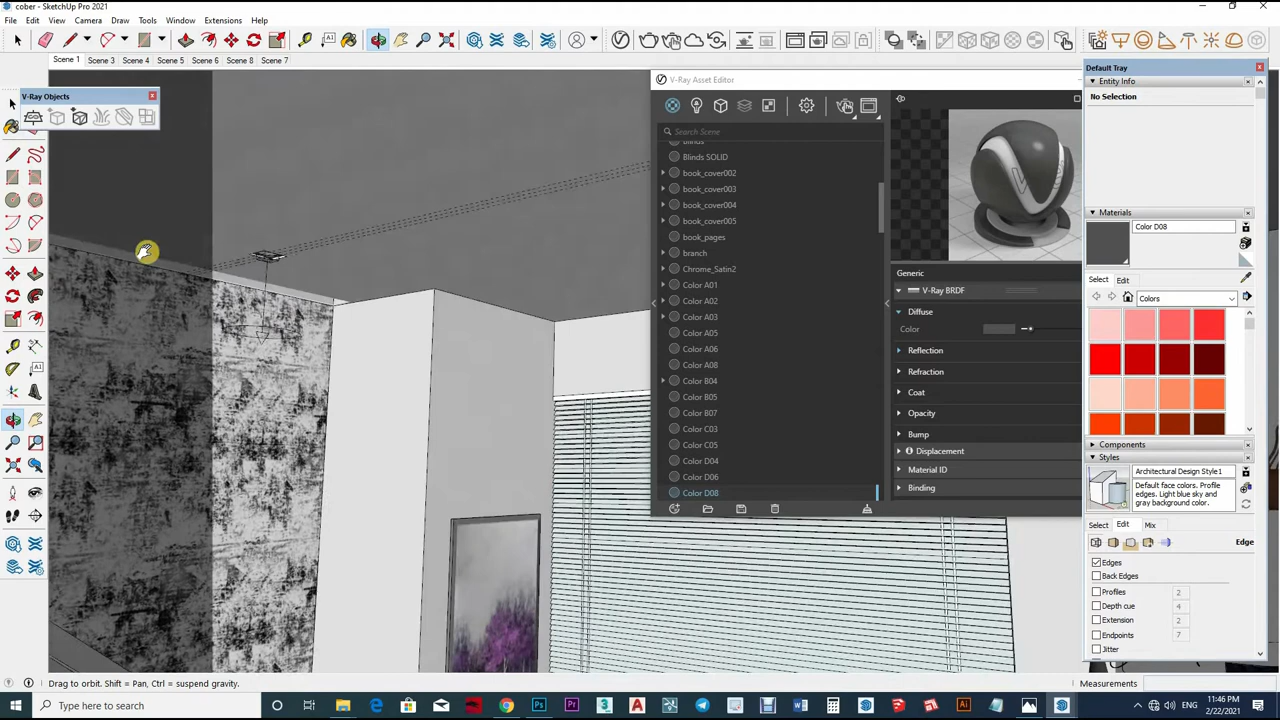 cober - SketchUp Pro 2021
File Edit View Camera Draw Tools Window Extensions Help
Scene 1 Scene 3 Scene 4 Scene 5 Scene 6 Scene 8 Scene 7
V-Ray Objects
V-Ray Asset Editor
Search Scene
blinds
Blinds SOLID
book_cover002
book_cover003
book_cover004
book_cover005
book_pages
branch
Chrome_Satin2
Color A01
Color A02
Color A03
Color A05
Color A06
Color A08
Color B04
Color B05
Color B07
Color C03
Color C05
Color D04
Color D06
Color D08
Generic
V-Ray BRDF
Diffuse
Color
Reflection
Refraction
Coat
Opacity
Bump
Displacement
Material ID
Binding
Default Tray
Entity Info
No Selection
Materials
Color D08
Select Edit
Colors
Components
Styles
Architectural Design Style1
Default face colors. Profile
edges. Light blue sky and
gray background color.
Select Edit Mix
Edge
Edges
Back Edges
Profiles 2
Depth cue 4
Extension 2
Endpoints 7
Jitter
Drag to orbit. Shift = Pan, Ctrl = suspend gravity.
Measurements
Type here to search
11:46 PM
2/22/2021